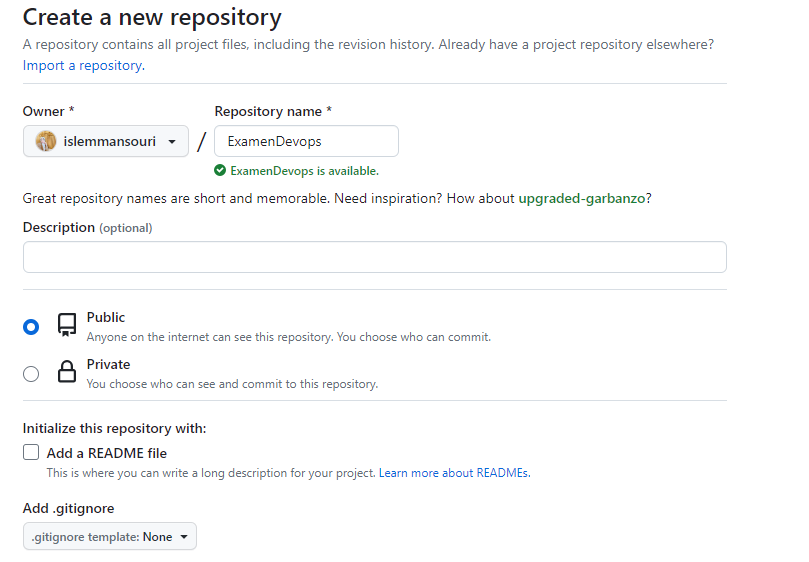 Create a new repository
A repository contains all project files, including the revision history. Already have a project repository elsewhere?
Import a repository.
Owner * Repository name *
islemmansouri / ExamenDevops
ExamenDevops is available.
Great repository names are short and memorable. Need inspiration? How about upgraded-garbanzo?
Description (optional)
Public
Anyone on the internet can see this repository. You choose who can commit.
Private
You choose who can see and commit to this repository.
Initialize this repository with:
Add a README file
This is where you can write a long description for your project. Learn more about READMEs.
Add .gitignore
.gitignore template: None